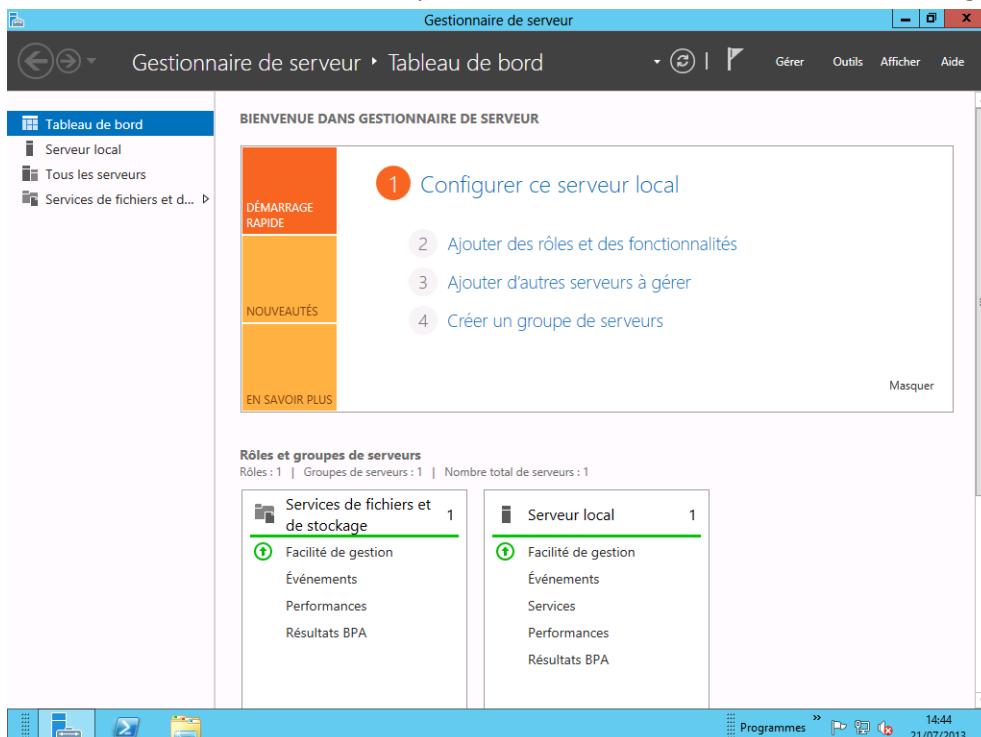 Gestionnaire de serveur
Gestionnaire de serveur ‣ Tableau de bord
Gérer Outils Afficher Aide
Tableau de bord
Serveur local
Tous les serveurs
Services de fichiers et d...
BIENVENUE DANS GESTIONNAIRE DE SERVEUR
DÉMARRAGE
RAPIDE
NOUVEAUTÉS
EN SAVOIR PLUS
1 Configurer ce serveur local
2 Ajouter des rôles et des fonctionnalités
3 Ajouter d'autres serveurs à gérer
4 Créer un groupe de serveurs
Masquer
Rôles et groupes de serveurs
Rôles : 1 | Groupes de serveurs : 1 | Nombre total de serveurs : 1
Services de fichiers et
de stockage
1
Facilité de gestion
Événements
Performances
Résultats BPA
Serveur local 1
Facilité de gestion
Événements
Services
Performances
Résultats BPA
Programmes
14:44
21/07/2013